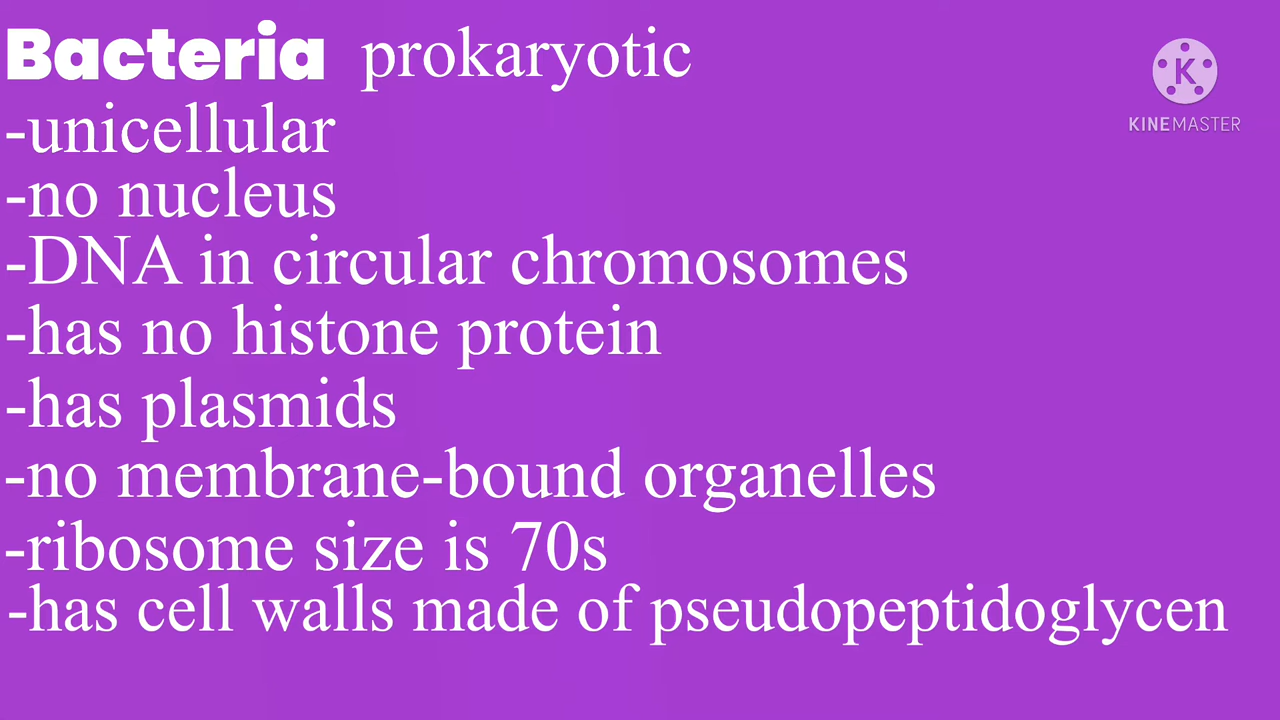 Bacteria prokaryotic
KINEMASTER
-unicellular
-no nucleus
-DNA in circular chromosomes
-has no histone protein
-has plasmids
-no membrane-bound organelles
-ribosome size is 70s
-has cell walls made of pseudopeptidoglycen